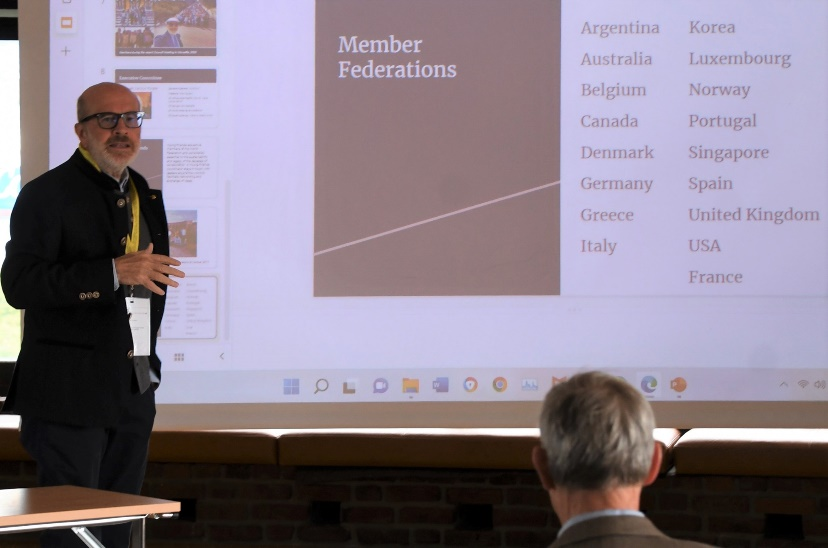 Member
Federations
Argentina
Australia
Belgium
Canada
Denmark
Germany
Greece
Italy
Korea
Luxembourg
Norway
Portugal
Singapore
Spain
United Kingdom
USA
France